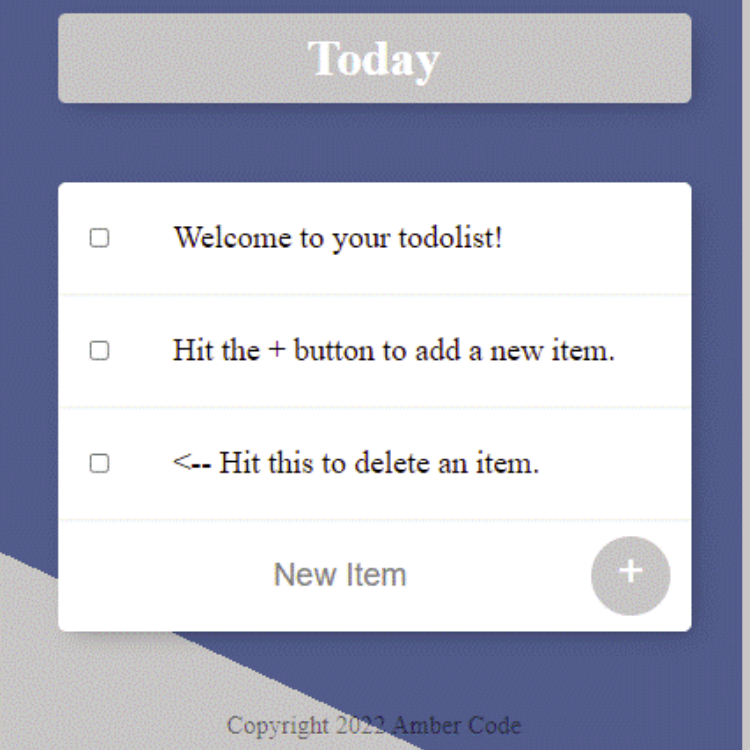 Today
Welcome to your todolist!
Hit the + button to add a new item.
<-- Hit this to delete an item.
New Item
+
Copyright 2022 Amber Code